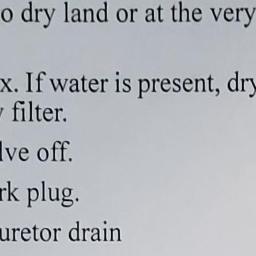 o dry land or at the very
x. If water is present, dry
filter.
lve off.
rk plug.
uretor drain